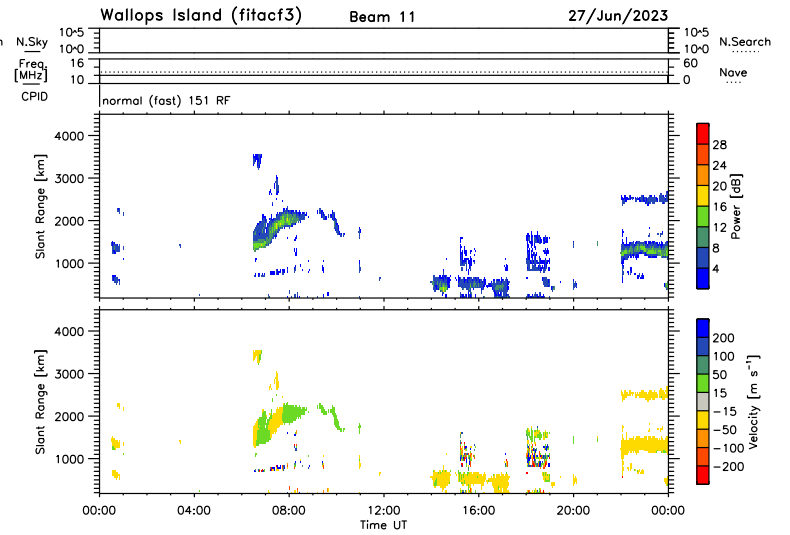 Wallops Island (fitacf3) Beam 11 27/Jun/2023
10^5 10^5
n N.Sky N.Search
10^0 10^0
Freq. 16 60
[MHz] Nave
10 0
CPID normal (fast) 151 RF
4000
3000
2000
1000
Slant Range [km]
28
24
20
16
12
8
4
Power [dB]
4000
3000
2000
1000
Slant Range [km]
200
100
50
15
-15
-50
-100
-200
Velocity [m s⁻¹]
00:00 04:00 08:00 12:00 16:00 20:00 00:00
Time UT